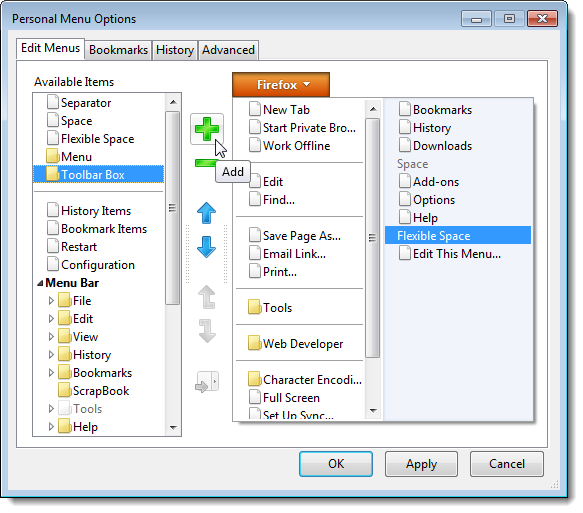 Personal Menu Options
Edit Menus
Bookmarks
History
Advanced
Available Items
Separator
Space
Flexible Space
Menu
Toolbar Box
History Items
Bookmark Items
Restart
Configuration
Menu Bar
File
Edit
View
History
Bookmarks
ScrapBook
Tools
Help
Add
Firefox
New Tab
Start Private Bro...
Work Offline
Edit
Find...
Save Page As...
Email Link...
Print...
Tools
Web Developer
Character Encodi...
Full Screen
Set Up Sync...
Bookmarks
History
Downloads
Space
Add-ons
Options
Help
Flexible Space
Edit This Menu...
OK
Apply
Cancel